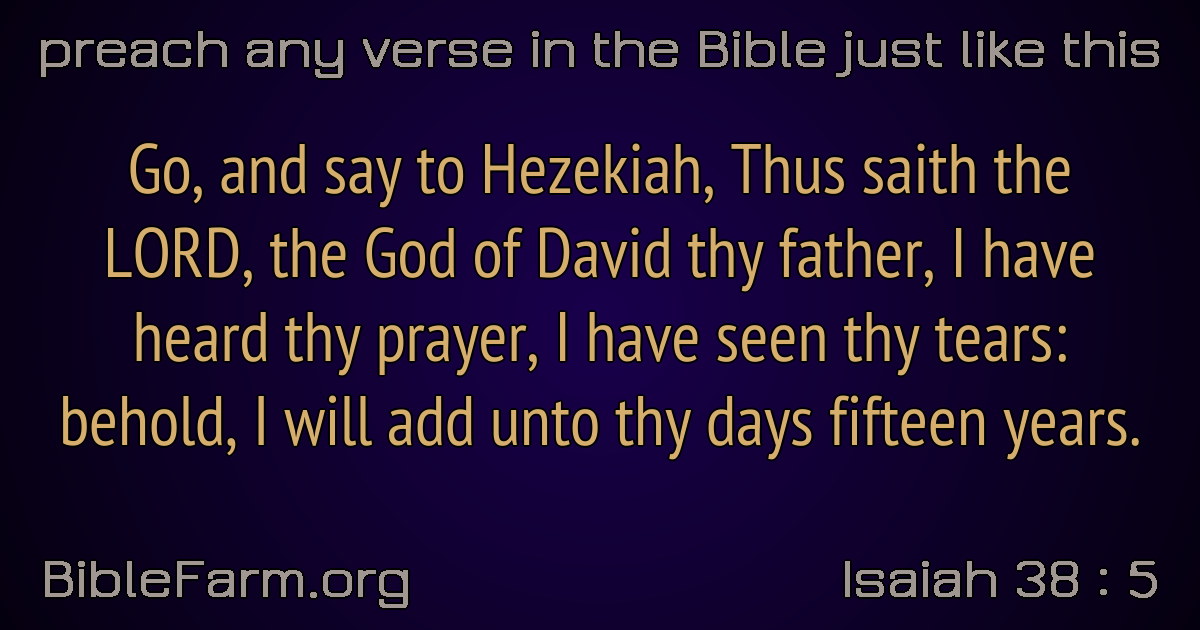 preach any verse in the Bible just like this
Go, and say to Hezekiah, Thus saith the
LORD, the God of David thy father, I have
heard thy prayer, I have seen thy tears:
behold, I will add unto thy days fifteen years.
BibleFarm.org
Isaiah 38 : 5